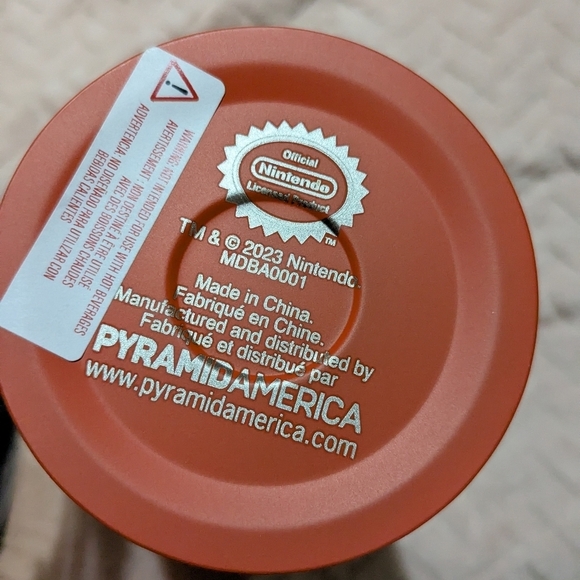 WARNING: NOT INTENDED FOR USE WITH HOT BEVERAGES
AVERTISSEMENT : NON DESTINÉ À ÊTRE UTILISÉ
AVEC DES BOISSONS CHAUDES
ADVERTENCIA: NO DISEÑADO PARA UTILIZAR CON
BEBIDAS CALIENTES
Official
Nintendo
Licensed Product
TM
TM & © 2023 Nintendo
MDBA0001
Made in China.
Fabriqué en Chine.
Manufactured and distributed by
Fabriqué et distribué par
PYRAMIDAMERICA
www.pyramidamerica.com